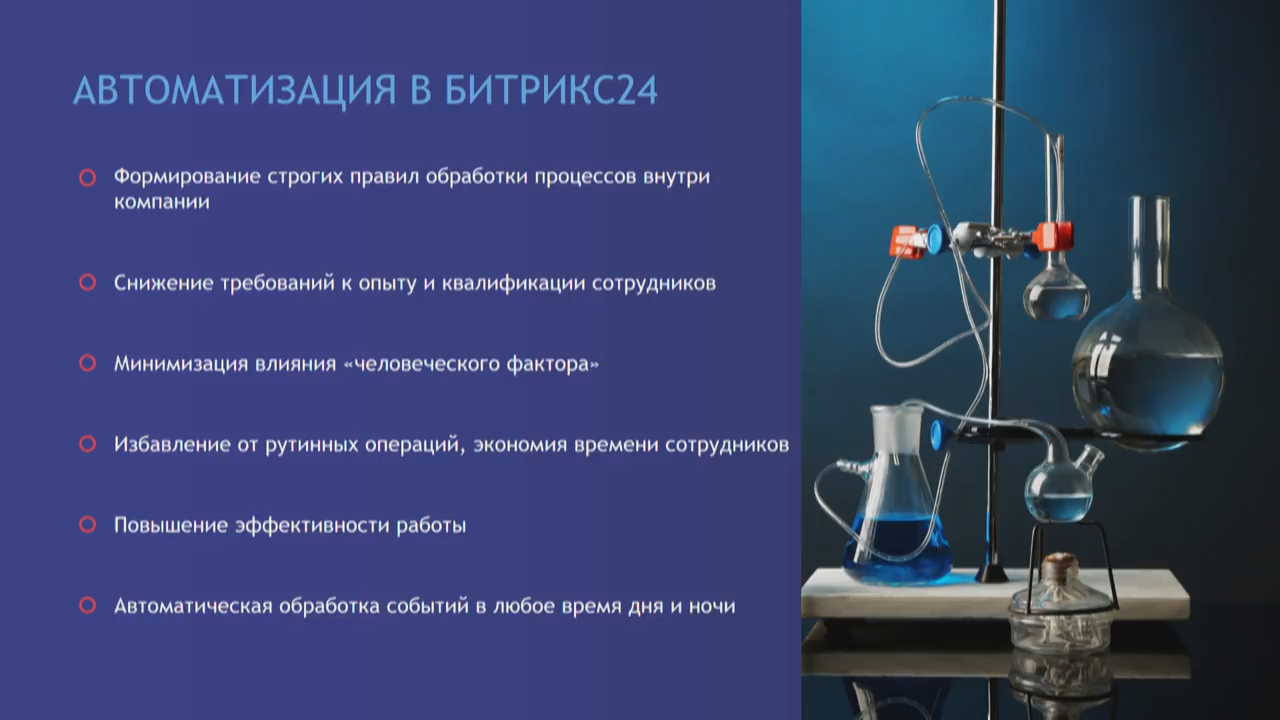 АВТОМАТИЗАЦИЯ В БИТРИКС24
Формирование строгих правил обработки процессов внутри
компании
Снижение требований к опыту и квалификации сотрудников
Минимизация влияния «человеческого фактора»
Избавление от рутинных операций, экономия времени сотрудников
Повышение эффективности работы
Автоматическая обработка событий в любое время дня и ночи